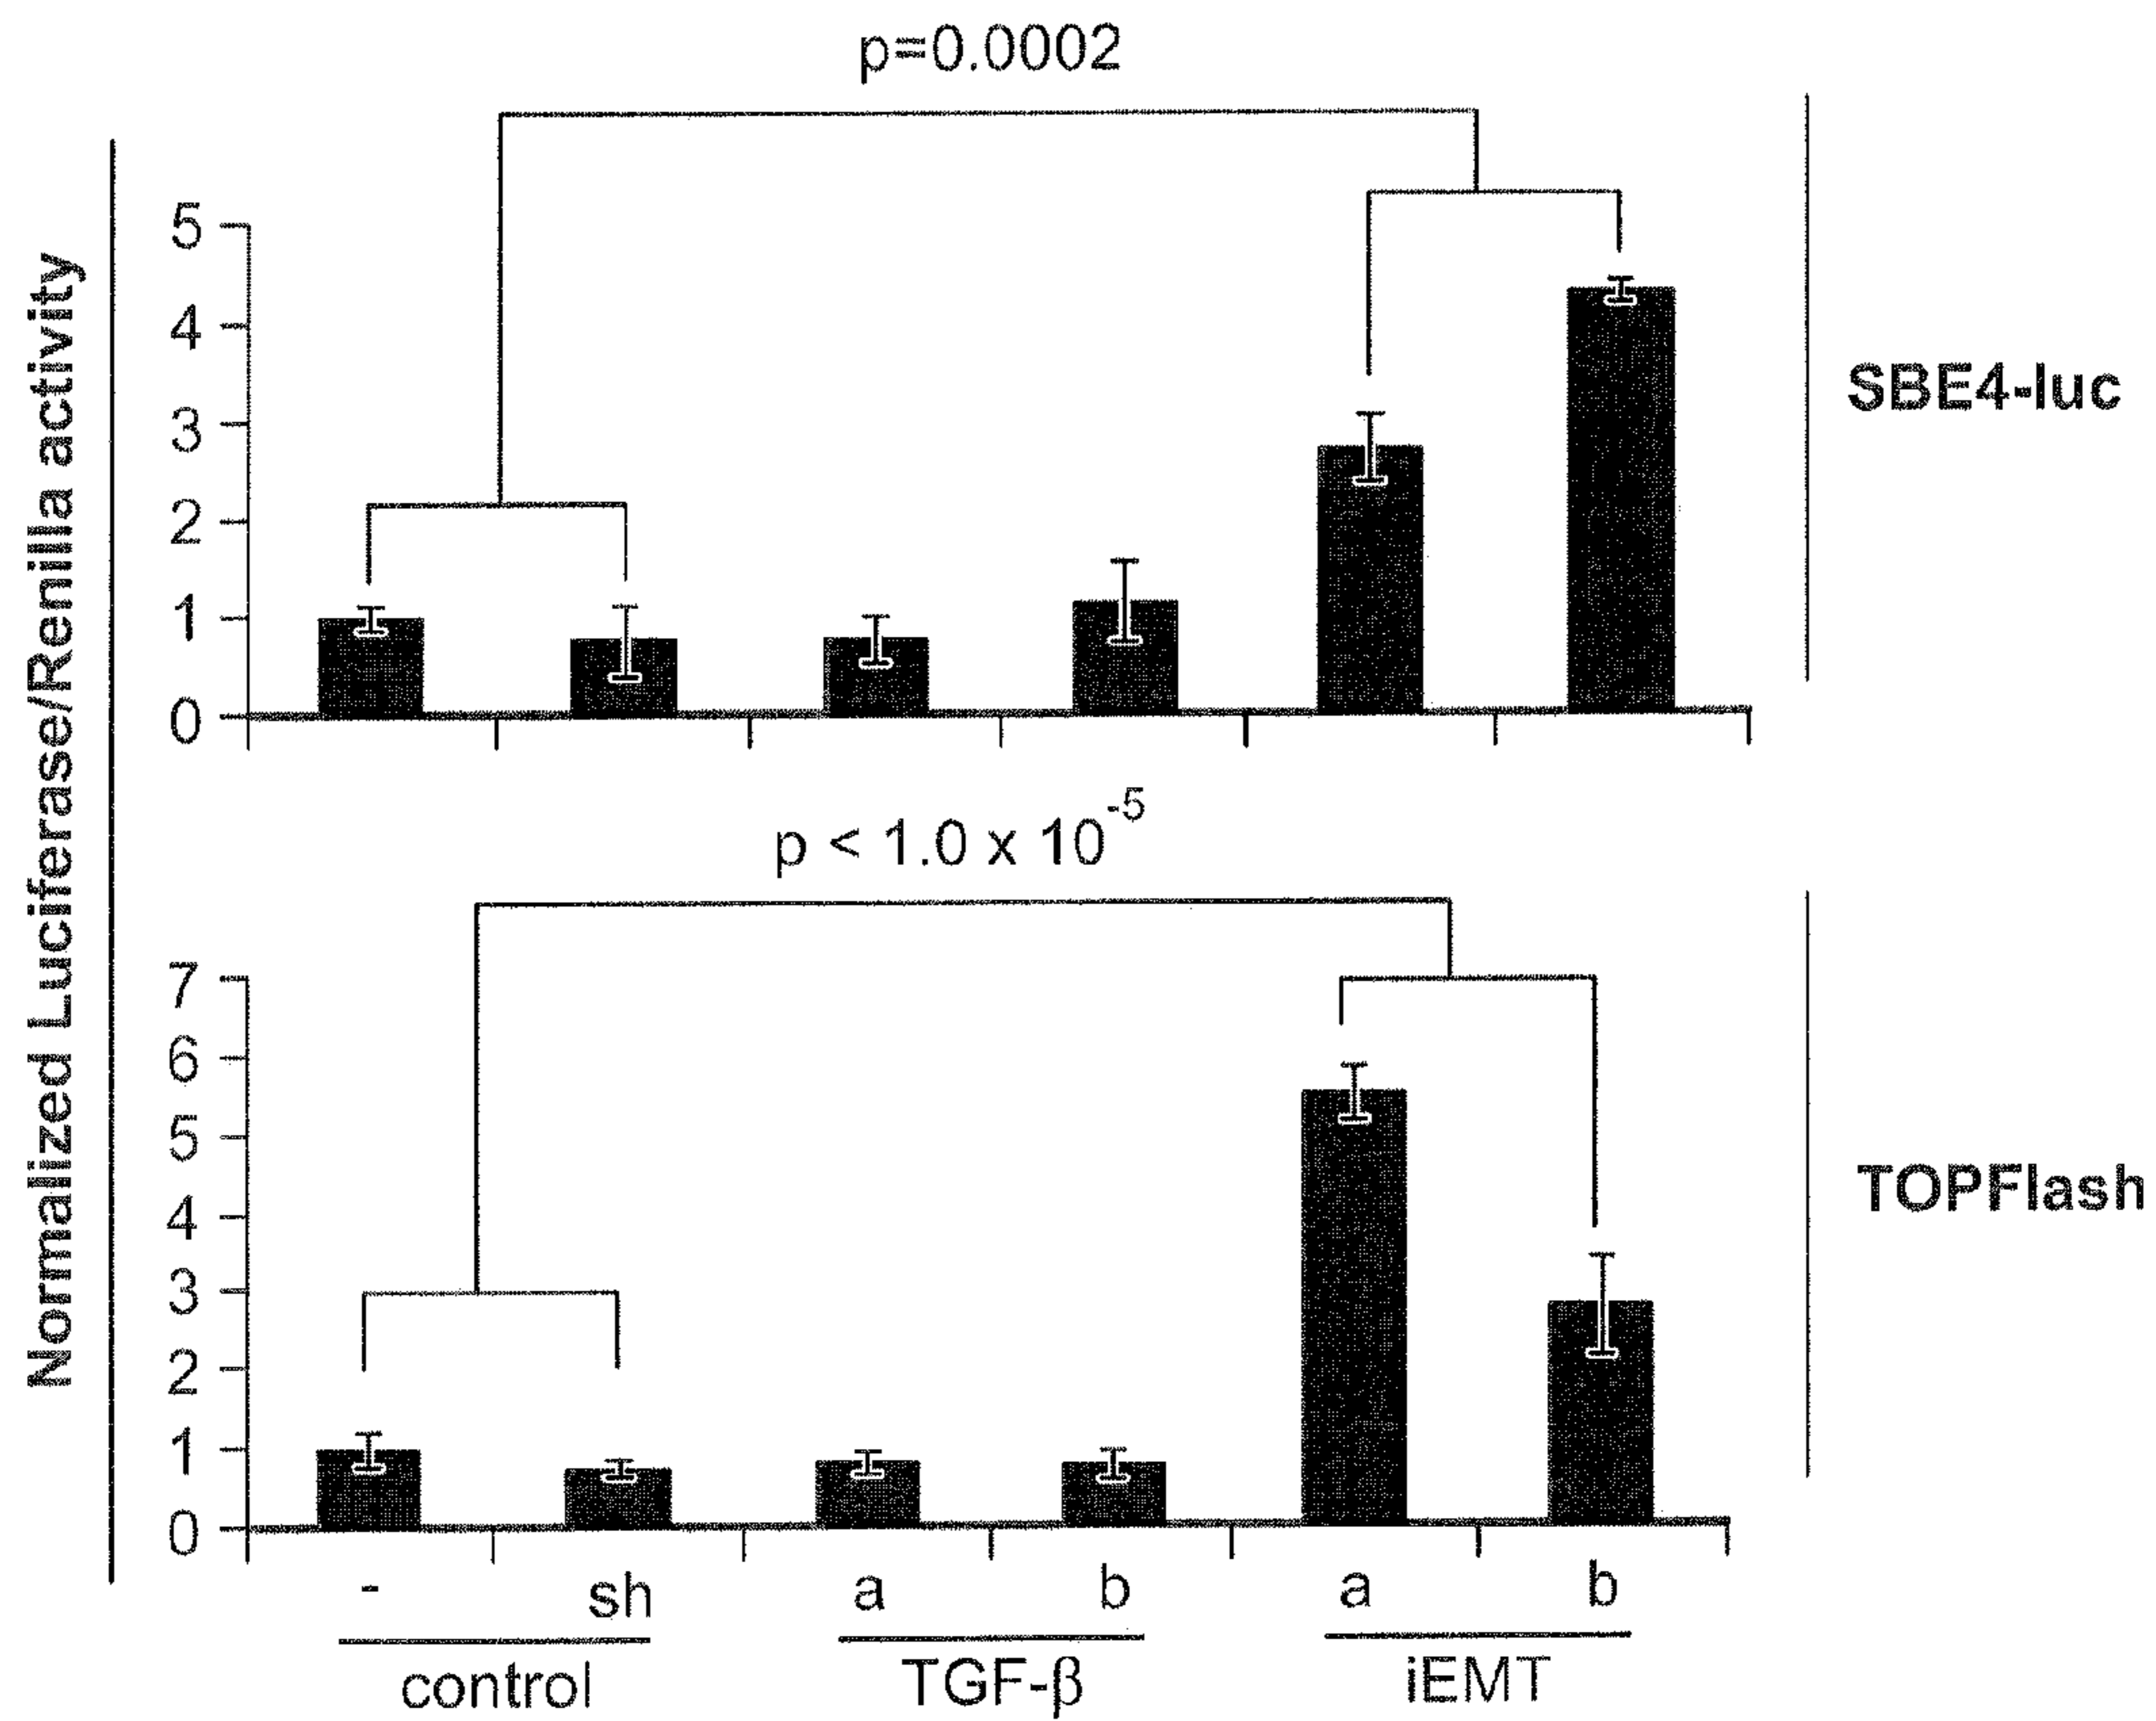 p=0.0002
Normalized Luciferase/Renilla activity
5
4
3
2
1
0
SBE4-luc
p < 1.0 x 10-5
7
6
5
4
3
2
1
0
TOPFlash
- sh a b a b
control TGF-β iEMT